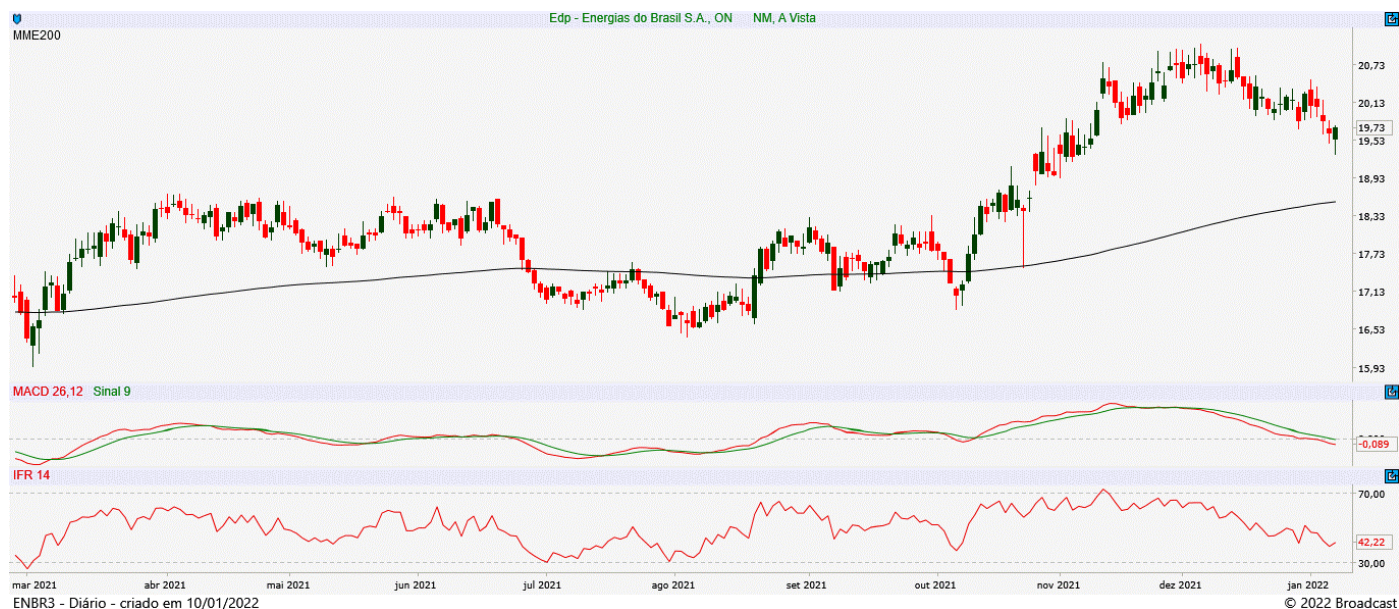 Edp - Energias do Brasil S.A., ON NM, A Vista
MME200
20,73
20,13
19,73
19,53
18,93
18,33
17,73
17,13
16,53
15,93
MACD 26,12 Sinal 9
-0.089
IFR 14
70,00
42,22
30,00
mar 2021 abr 2021 mai 2021 jun 2021 jul 2021 ago 2021 set 2021 out 2021 nov 2021 dez 2021 jan 2022
ENBR3 - Diário - criado em 10/01/2022 © 2022 Broadcast